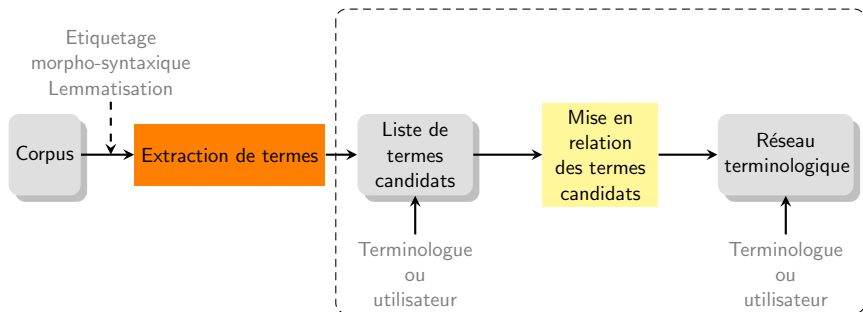 Etiquetage
morpho-syntaxique
Lemmatisation
Corpus
Extraction de termes
Liste de
termes
candidats
Mise en
relation
des termes
candidats
Réseau
terminologique
Terminologue
ou
utilisateur
Terminologue
ou
utilisateur